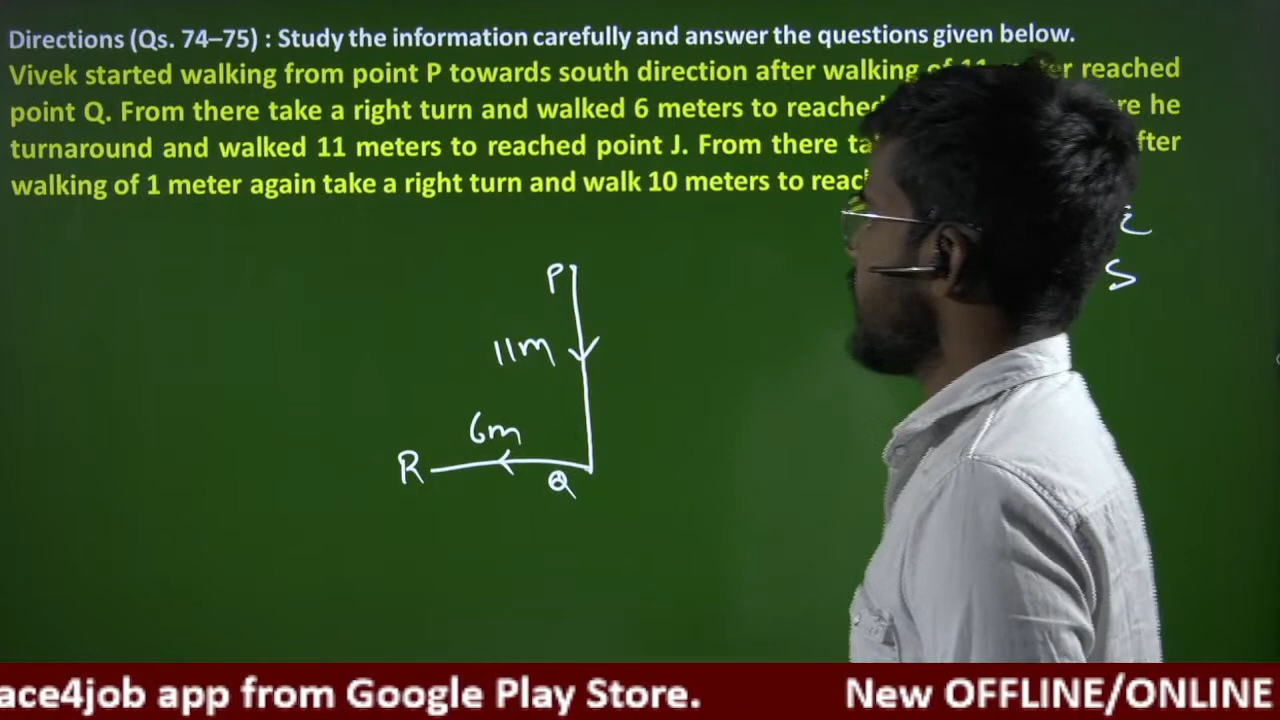 Directions (Qs. 74–75) : Study the information carefully and answer the questions given below.
Vivek started walking from point P towards south direction after walking of 11 meter reached
point Q. From there take a right turn and walked 6 meters to reached re he
turnaround and walked 11 meters to reached point J. From there
walking of 1 meter again take a right turn and walk 10 meters to
P
11m
6m
R
Q
S
ace4job app from Google Play Store. New OFFLINE/ONLINE